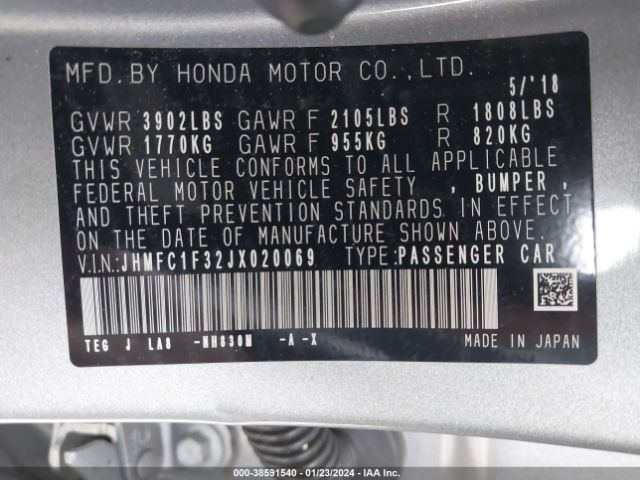 MFD.BY HONDA MOTOR CO.,LTD.
5/'18
GVWR 3902LBS GAWR F 2105LBS R 1808LBS
GVWR 1770KG GAWR F 955KG R 820KG
THIS VEHICLE CONFORMS TO ALL APPLICABLE
FEDERAL MOTOR VEHICLE SAFETY , BUMPER ,
AND THEFT PREVENTION STANDARDS IN EFFECT
ON THE DATE OF MANUFACTURE SHOWN ABOVE.
V.I.N:JHMFC1F32JX020069 TYPE:PASSENGER CAR
TEG J LA8 -NH830M -A -X MADE IN JAPAN
000-38591540 - 01/23/2024 - IAA Inc.